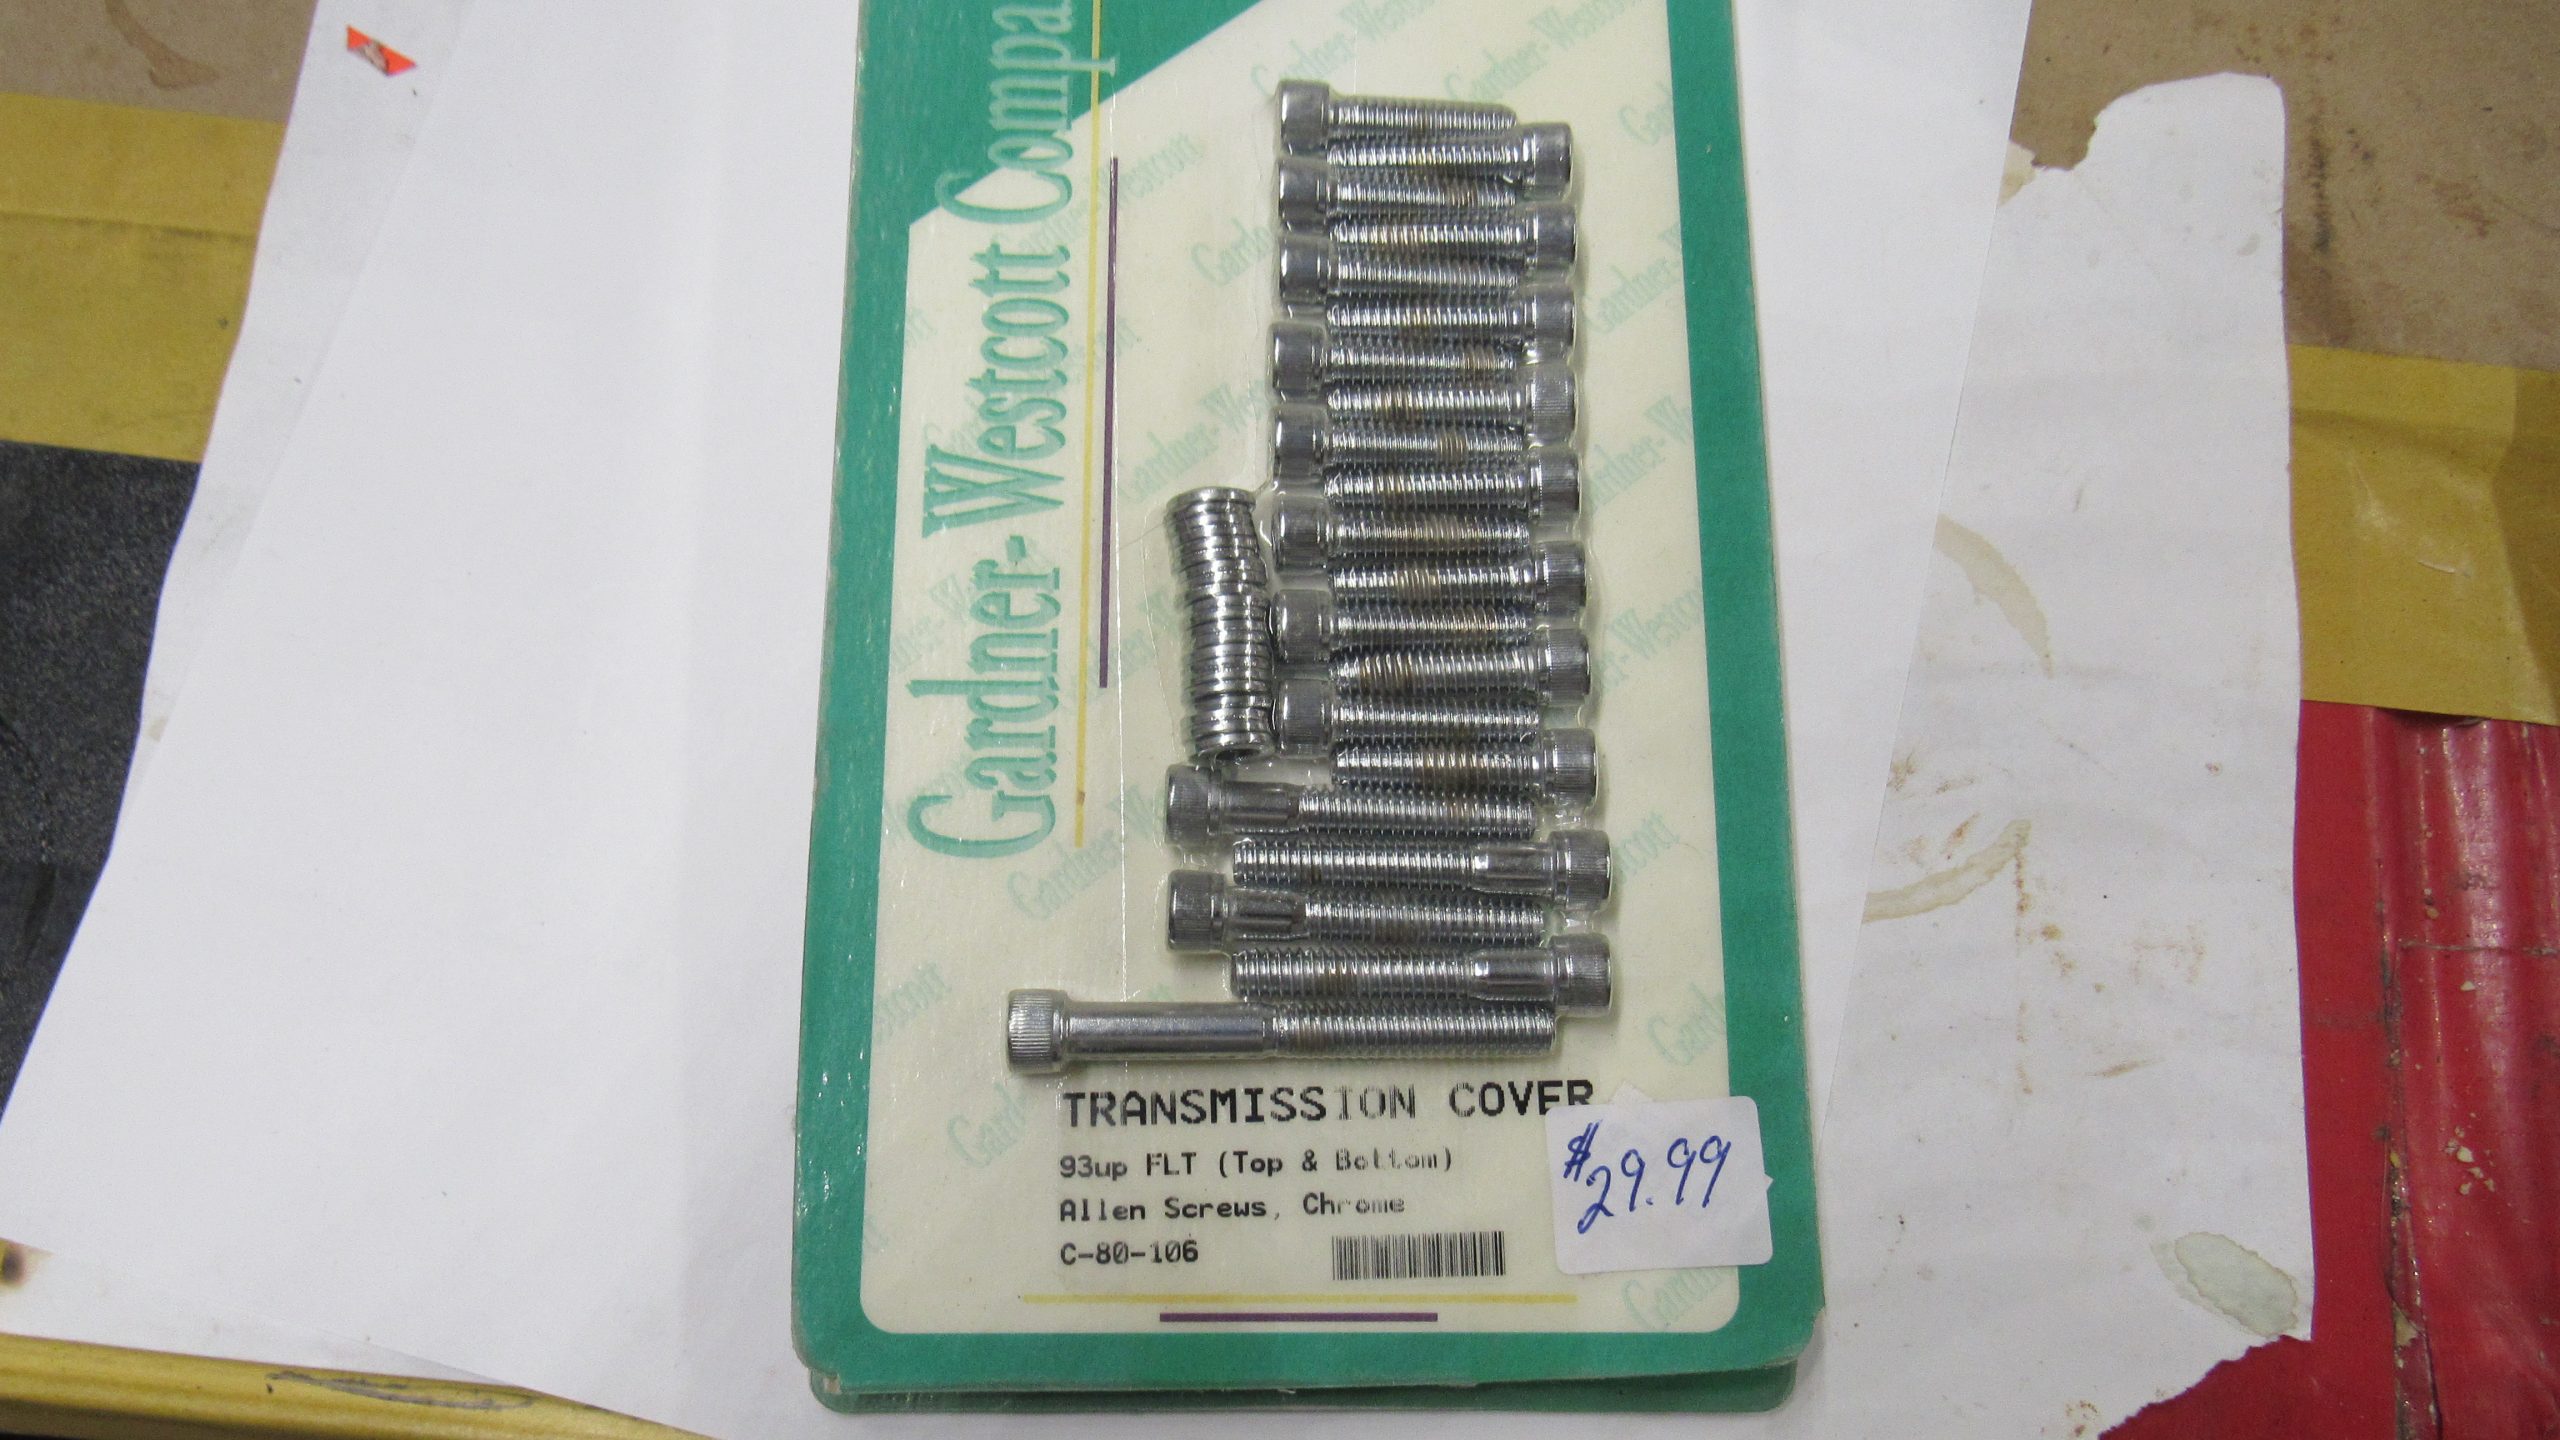 Gardner-Westcott Compa
TRANSMISSION COVER
93up FLT (Top & Bottom)
Allen Screws, Chrome
C-80-106
$29.99